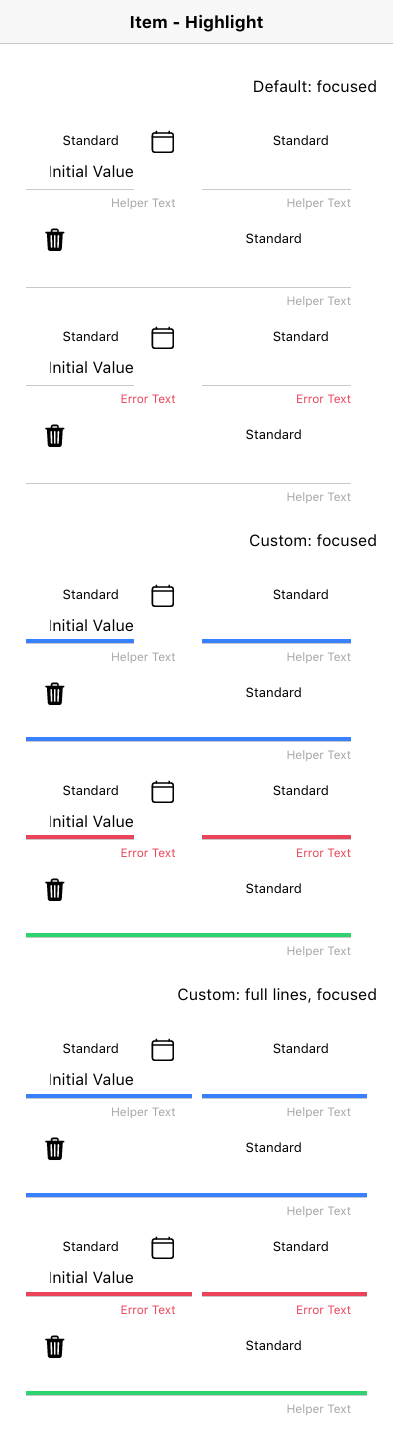 Item - Highlight
Default: focused
Standard Standard
Initial Value
Helper Text Helper Text
Standard
Helper Text
Standard Standard
Initial Value
Error Text Error Text
Standard
Helper Text
Custom: focused
Standard Standard
Initial Value
Helper Text Helper Text
Standard
Helper Text
Standard Standard
Initial Value
Error Text Error Text
Standard
Helper Text
Custom: full lines, focused
Standard Standard
Initial Value
Helper Text Helper Text
Standard
Helper Text
Standard Standard
Initial Value
Error Text Error Text
Standard
Helper Text